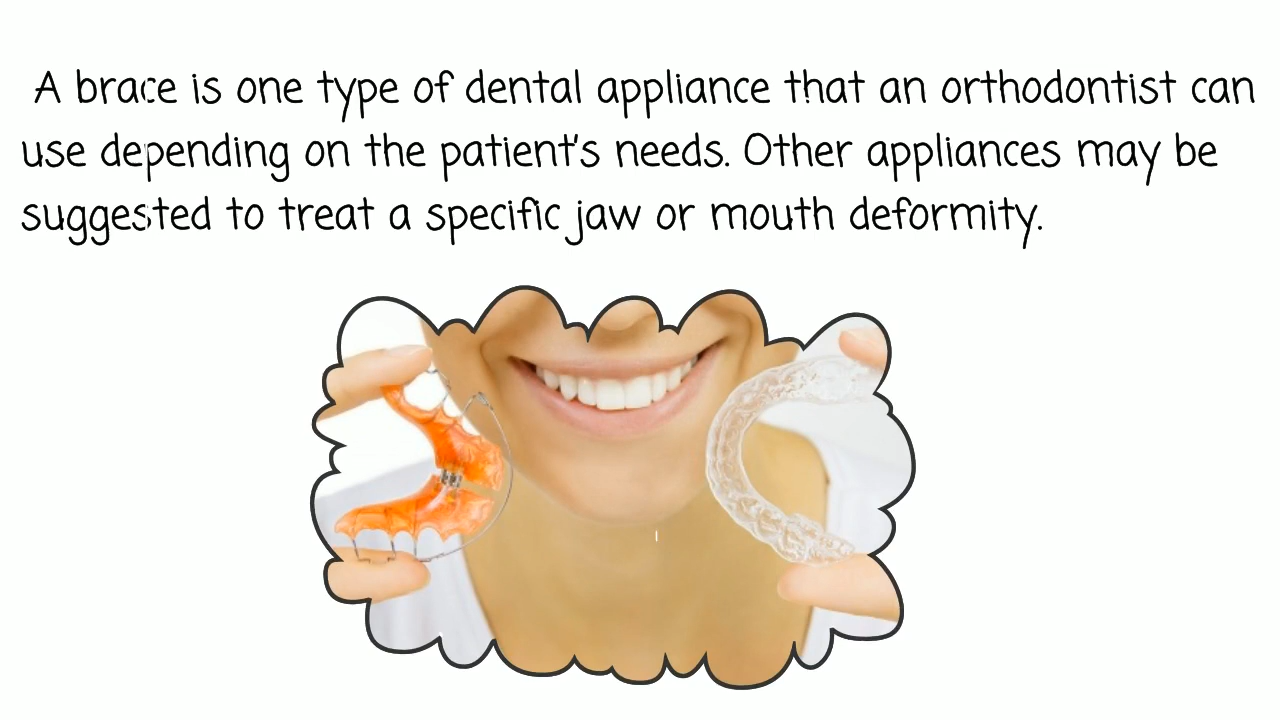 A brace is one type of dental appliance that an orthodontist can
use depending on the patient's needs. Other appliances may be
suggested to treat a specific jaw or mouth deformity.